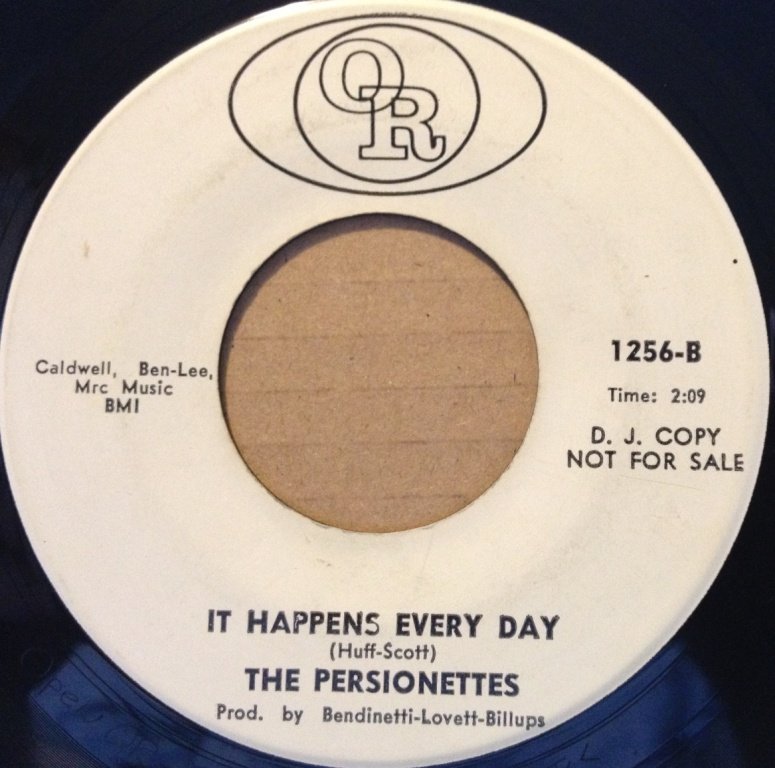 OR
Caldwell, Ben-Lee,
Mrc Music
BMI
1256-B
Time: 2:09
D. J. COPY
NOT FOR SALE
IT HAPPENS EVERY DAY
(Huff-Scott)
THE PERSIONETTES
Prod. by Bendinetti-Lovett-Billups